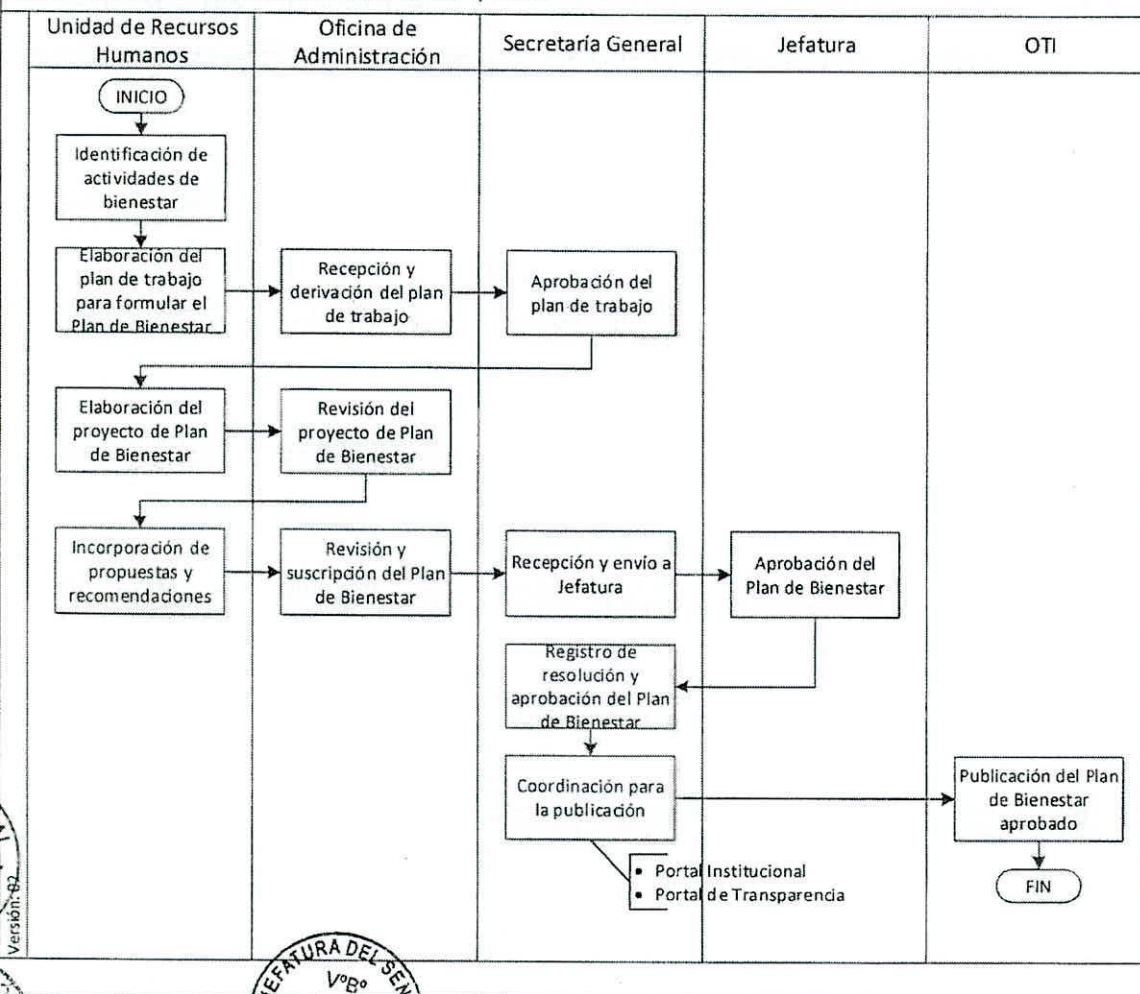 Unidad de Recursos
Humanos
Oficina de
Administración
Secretaría General
Jefatura
OTI
INICIO
Identificación de
actividades de
bienestar
Elaboración del
plan de trabajo
para formular el
Plan de Bienestar
Recepción y
derivación del plan
de trabajo
Aprobación del
plan de trabajo
Elaboración del
proyecto de Plan
de Bienestar
Revisión del
proyecto de Plan
de Bienestar
Incorporación de
propuestas y
recomendaciones
Revisión y
suscripción del Plan
de Bienestar
Recepción y envío a
Jefatura
Aprobación del
Plan de Bienestar
Registro de
resolución y
aprobación del Plan
de Bienestar
Coordinación para
la publicación
Publicación del Plan
de Bienestar
aprobado
• Portal Institucional
• Portal de Transparencia
FIN
Versión: 02
JEFATURA DEL SEN
V°B°